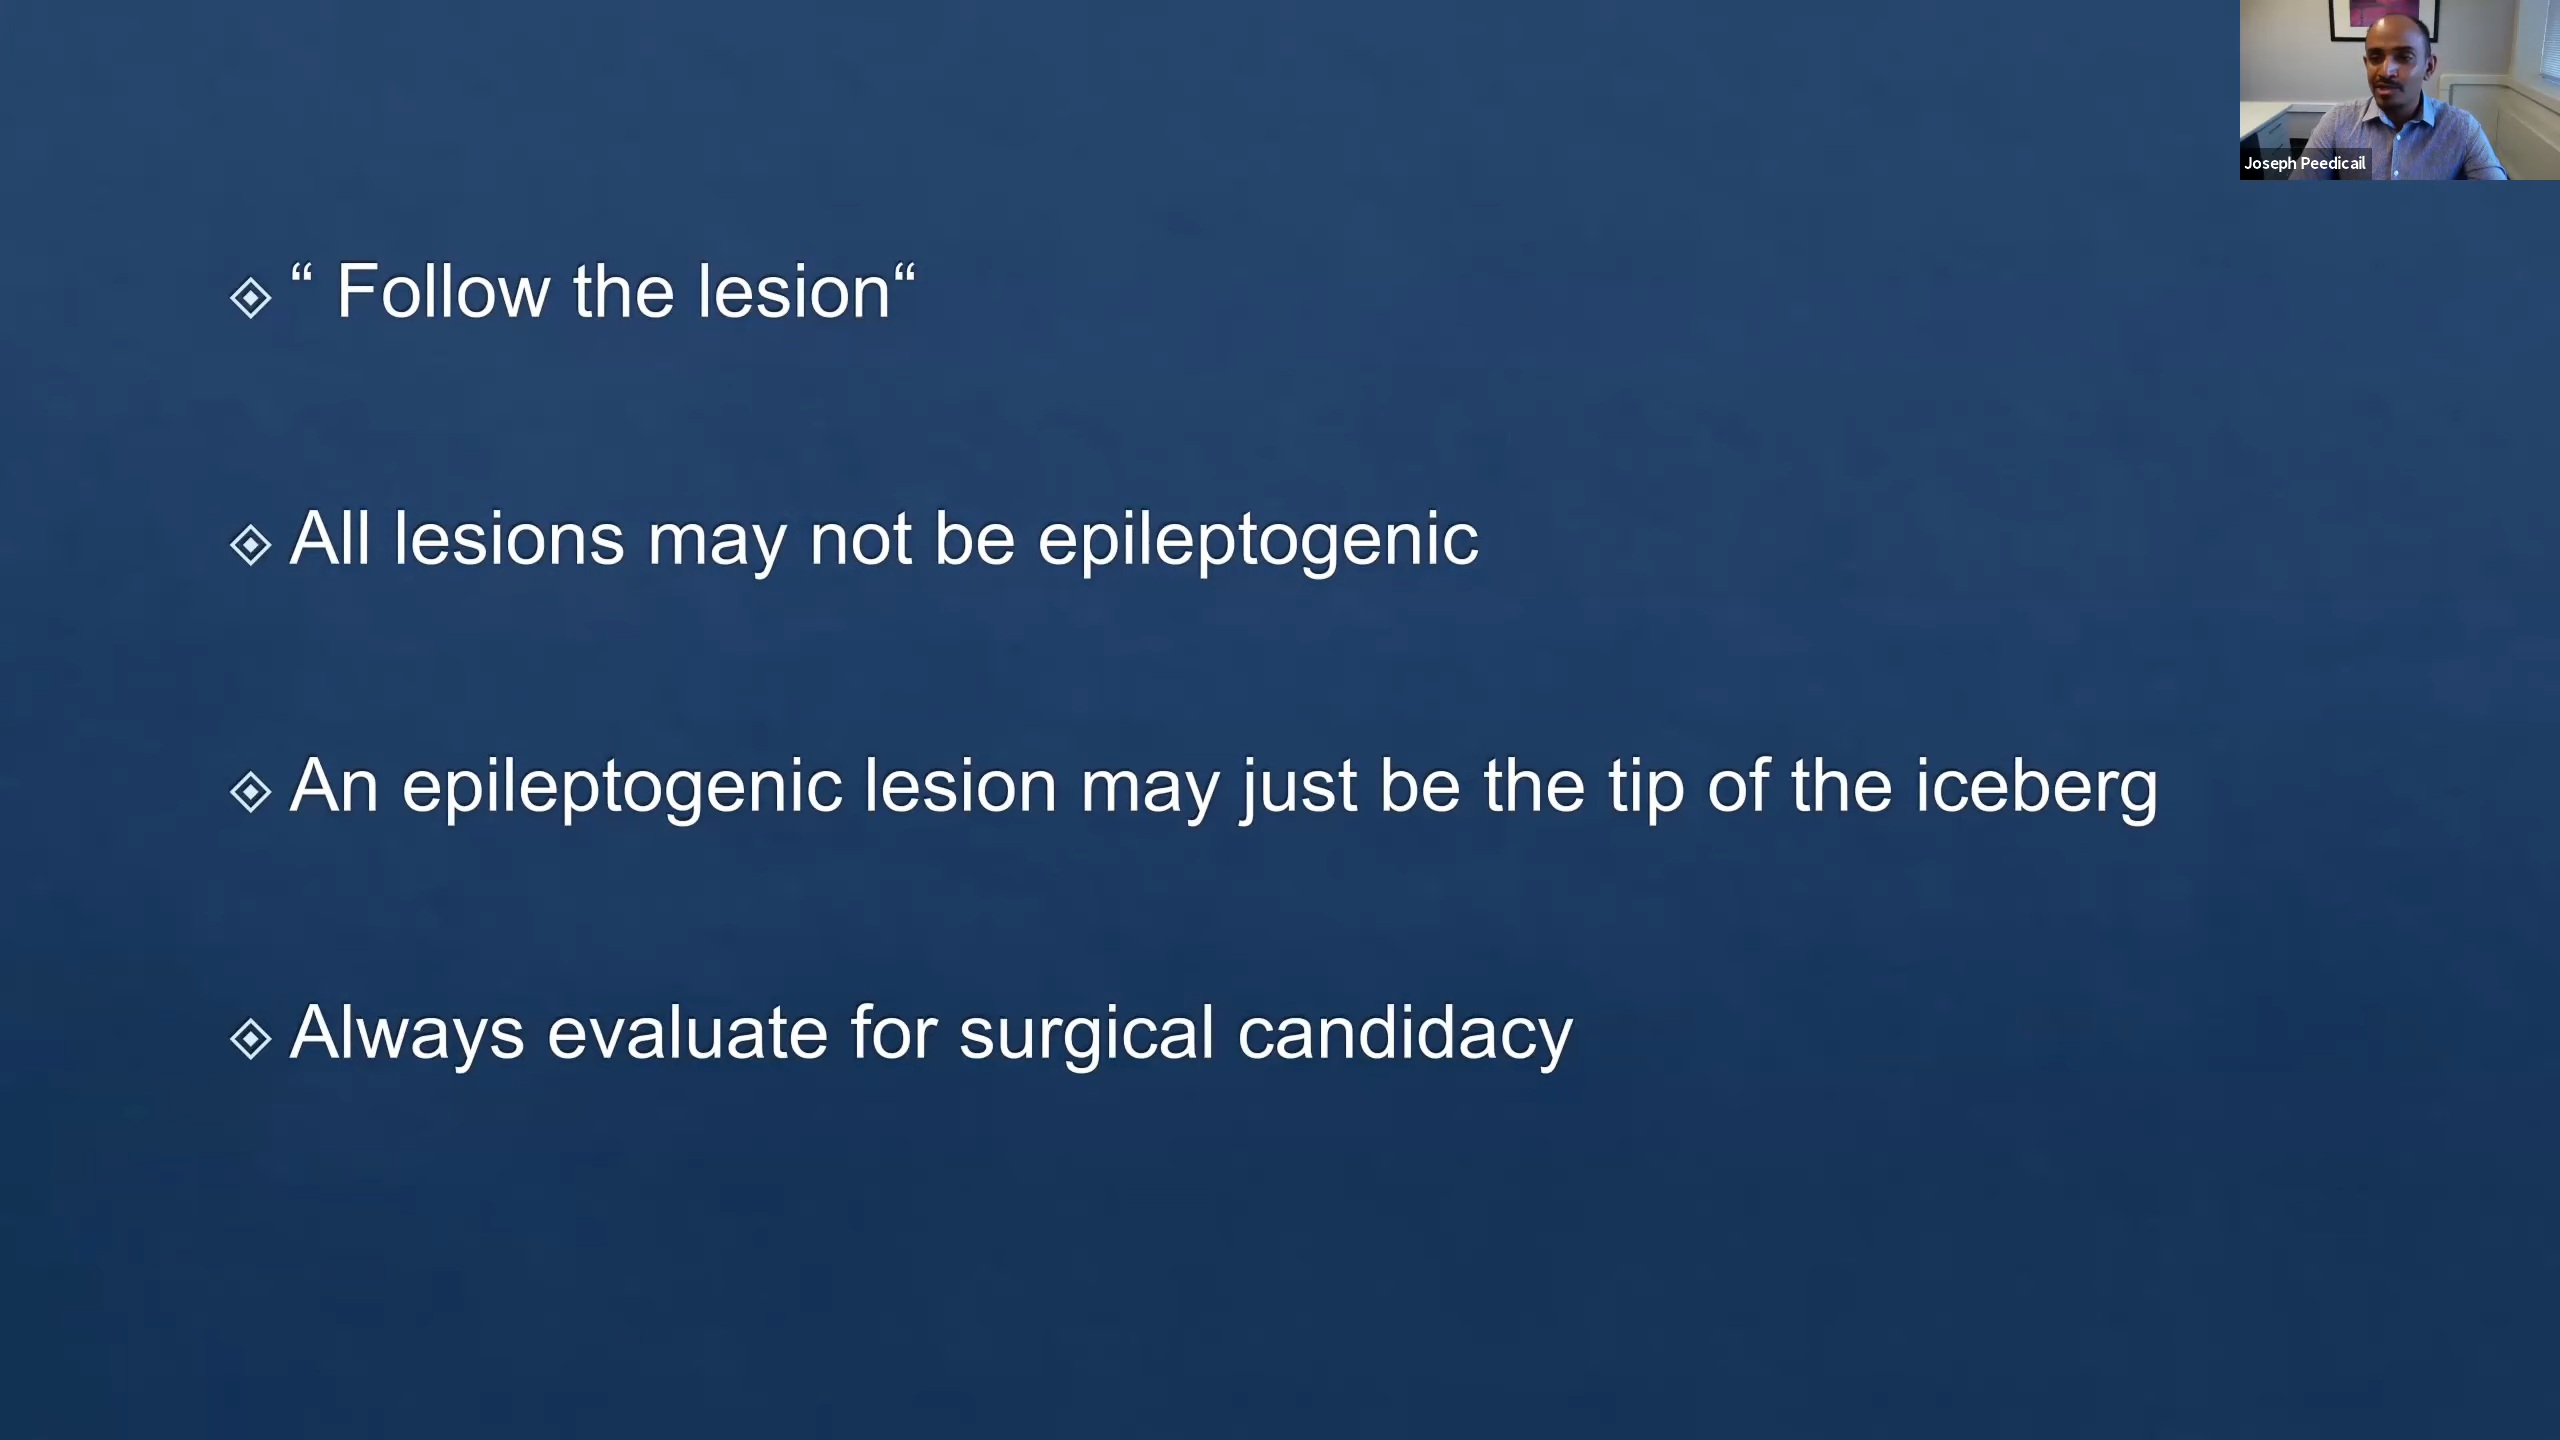 “ Follow the lesion“
All lesions may not be epileptogenic
An epileptogenic lesion may just be the tip of the iceberg
Always evaluate for surgical candidacy
Joseph Peedicail